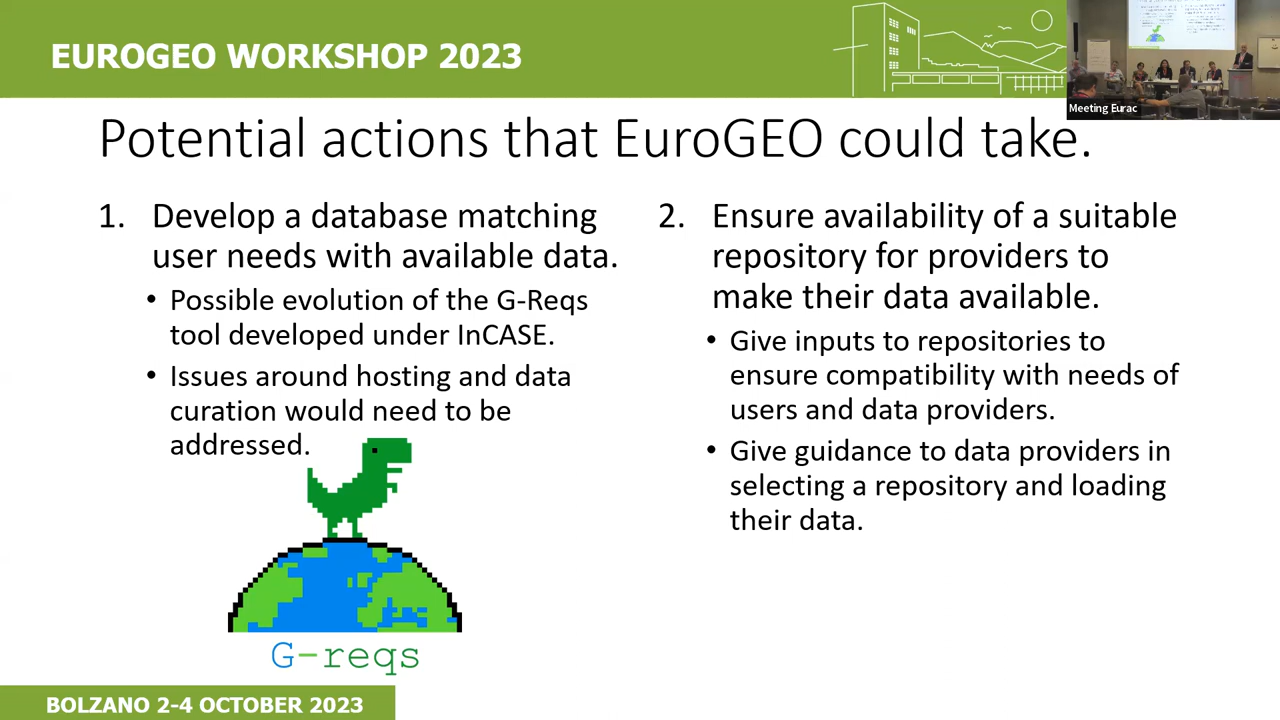 EUROGEO WORKSHOP 2023
Meeting Eurac
Potential actions that EuroGEO could take.
1. Develop a database matching
user needs with available data.
• Possible evolution of the G-Reqs
tool developed under InCASE.
• Issues around hosting and data
curation would need to be
addressed.
G-reqs
2. Ensure availability of a suitable
repository for providers to
make their data available.
• Give inputs to repositories to
ensure compatibility with needs of
users and data providers.
• Give guidance to data providers in
selecting a repository and loading
their data.
BOLZANO 2-4 OCTOBER 2023